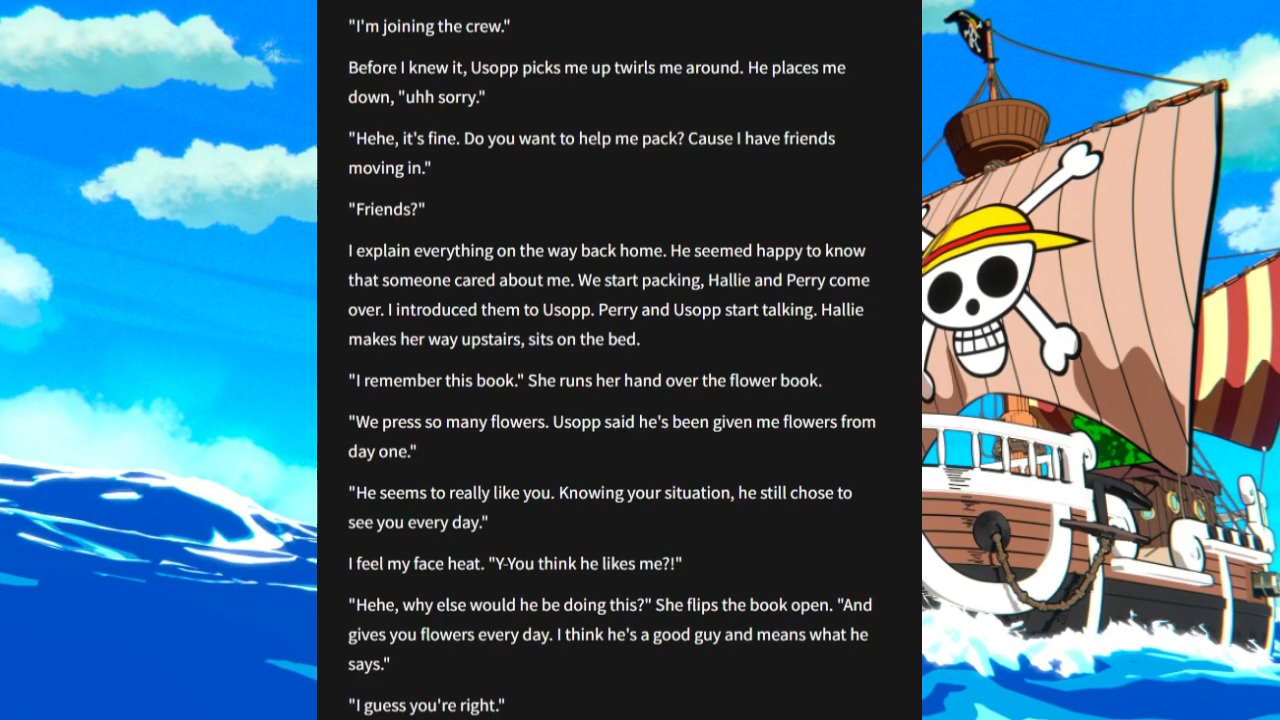 "I'm joining the crew."
Before I knew it, Usopp picks me up twirls me around. He places me
down, "uhh sorry."
"Hehe, it's fine. Do you want to help me pack? Cause I have friends
moving in."
"Friends?"
I explain everything on the way back home. He seemed happy to know
that someone cared about me. We start packing, Hallie and Perry come
over. I introduced them to Usopp. Perry and Usopp start talking. Hallie
makes her way upstairs, sits on the bed.
"I remember this book." She runs her hand over the flower book.
"We press so many flowers. Usopp said he's been given me flowers from
day one."
"He seems to really like you. Knowing your situation, he still chose to
see you every day."
I feel my face heat. "Y-You think he likes me?!"
"Hehe, why else would he be doing this?" She flips the book open. "And
gives you flowers every day. I think he's a good guy and means what he
says."
"I guess you're right."